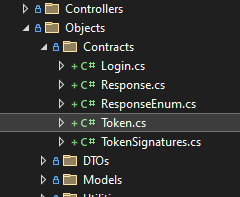 Controllers
Objects
Contracts
+ C# Login.cs
+ C# Response.cs
+ C# ResponseEnum.cs
+ C# Token.cs
+ C# TokenSignatures.cs
DTOs
Models